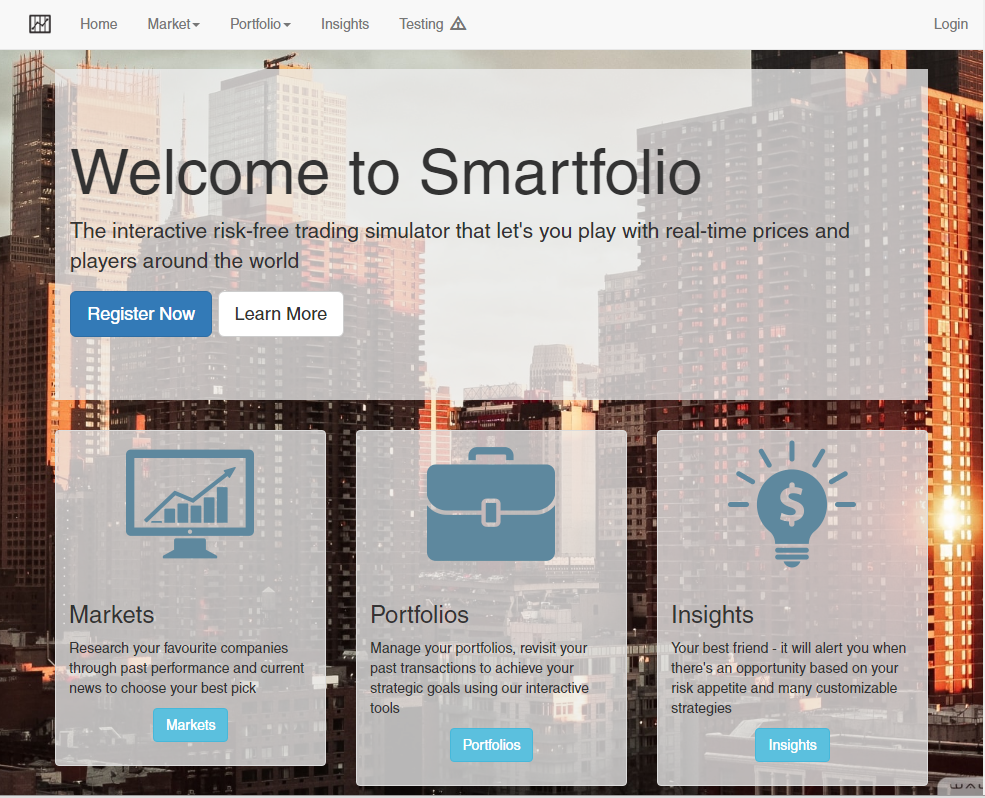 Home Market Portfolio Insights Testing Login
Welcome to Smartfolio
The interactive risk-free trading simulator that let's you play with real-time prices and
players around the world
Register Now Learn More
$
Markets
Research your favourite companies
through past performance and current
news to choose your best pick
Markets
Portfolios
Manage your portfolios, revisit your
past transactions to achieve your
strategic goals using our interactive
tools
Portfolios
Insights
Your best friend - it will alert you when
there's an opportunity based on your
risk appetite and many customizable
strategies
Insights